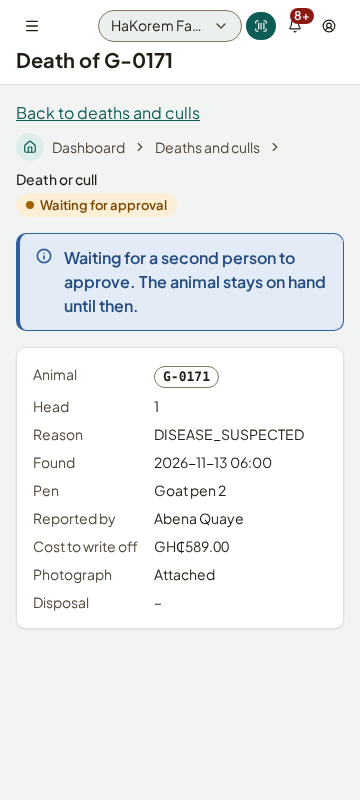 HaKorem Fa...
8+
Death of G-0171
Back to deaths and culls
Dashboard
Deaths and culls
Death or cull
Waiting for approval
Waiting for a second person to
approve. The animal stays on hand
until then.
Animal G-0171
Head 1
Reason DISEASE_SUSPECTED
Found 2026-11-13 06:00
Pen Goat pen 2
Reported by Abena Quaye
Cost to write off GH₵589.00
Photograph Attached
Disposal –